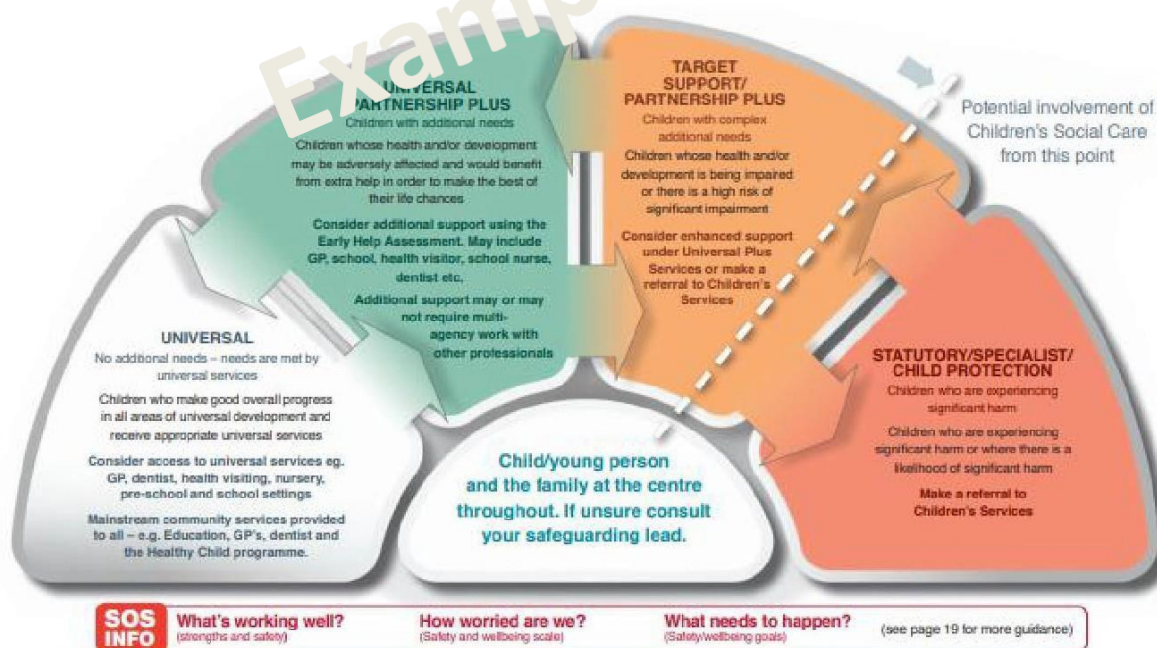 Examp
UNIVERSAL
PARTNERSHIP PLUS
Children with additional needs
Children whose health and/or development
may be adversely affected and would benefit
from extra help in order to make the best of
their life chances
Consider additional support using the
Early Help Assessment. May include
GP, school, health visitor, school nurse,
dentist etc.
Additional support may or may
not require multi-
agency work with
other professionals
TARGET
SUPPORT/
PARTNERSHIP PLUS
Children with complex
additional needs
Children whose health and/or
development is being impaired
or there is a high risk of
significant impairment
Consider enhanced support
under Universal Plus
Services or make a
referral to Children's
Services
Potential involvement of
Children's Social Care
from this point
UNIVERSAL
No additional needs – needs are met by
universal services
Children who make good overall progress
in all areas of universal development and
receive appropriate universal services
Consider access to universal services eg.
GP, dentist, health visiting, nursery,
pre-school and school settings
Mainstream community services provided
to all – e.g. Education, GP's, dentist and
the Healthy Child programme.
Child/young person
and the family at the centre
throughout. If unsure consult
your safeguarding lead.
STATUTORY/SPECIALIST/
CHILD PROTECTION
Children who are experiencing
significant harm
Children who are experiencing
significant harm or where there is a
likelihood of significant harm
Make a referral to
Children's Services
SOS
INFO
What's working well?
(strengths and safety)
How worried are we?
(Safety and wellbeing scale)
What needs to happen?
(Safety/wellbeing goals)
(see page 19 for more guidance)